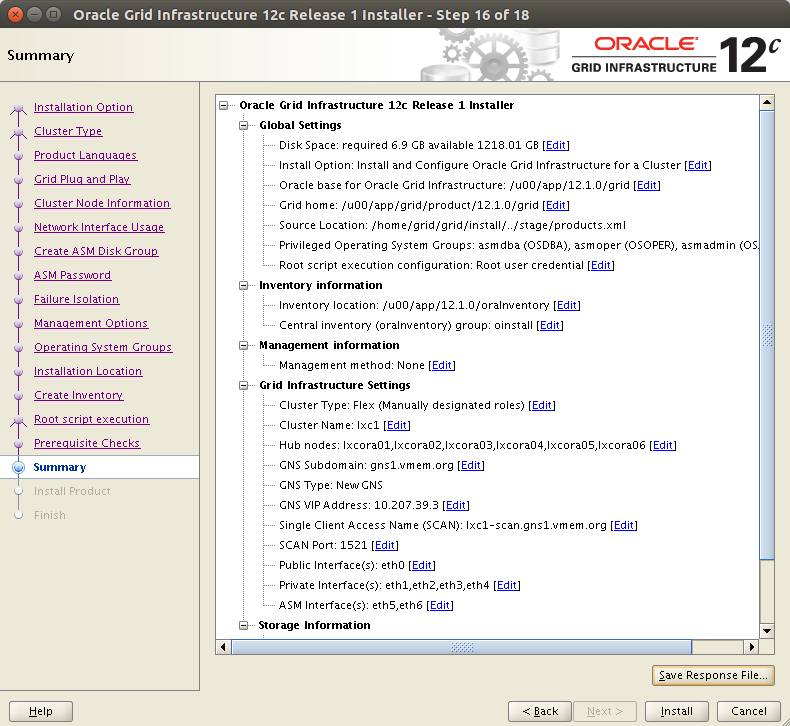 Oracle Grid Infrastructure 12c Release 1 Installer - Step 16 of 18
Summary
ORACLE
GRID INFRASTRUCTURE
12c
Installation Option
Cluster Type
Product Languages
Grid Plug and Play
Cluster Node Information
Network Interface Usage
Create ASM Disk Group
ASM Password
Failure Isolation
Management Options
Operating System Groups
Installation Location
Create Inventory
Root script execution
Prerequisite Checks
Summary
Install Product
Finish
Oracle Grid Infrastructure 12c Release 1 Installer
Global Settings
Disk Space: required 6.9 GB available 1218.01 GB [Edit]
Install Option: Install and Configure Oracle Grid Infrastructure for a Cluster [Edit]
Oracle base for Oracle Grid Infrastructure: /u00/app/12.1.0/grid [Edit]
Grid home: /u00/app/grid/product/12.1.0/grid [Edit]
Source Location: /home/grid/grid/install/../stage/products.xml
Privileged Operating System Groups: asmdba (OSDBA), asmoper (OSOPER), asmadmin (OS
Root script execution configuration: Root user credential [Edit]
Inventory information
Inventory location: /u00/app/12.1.0/oraInventory [Edit]
Central inventory (oraInventory) group: oinstall [Edit]
Management information
Management method: None [Edit]
Grid Infrastructure Settings
Cluster Type: Flex (Manually designated roles) [Edit]
Cluster Name: lxc1 [Edit]
Hub nodes: lxcora01,lxcora02,lxcora03,lxcora04,lxcora05,lxcora06 [Edit]
GNS Subdomain: gns1.vmem.org [Edit]
GNS Type: New GNS
GNS VIP Address: 10.207.39.3 [Edit]
Single Client Access Name (SCAN): lxc1-scan.gns1.vmem.org [Edit]
SCAN Port: 1521 [Edit]
Public Interface(s): eth0 [Edit]
Private Interface(s): eth1,eth2,eth3,eth4 [Edit]
ASM Interface(s): eth5,eth6 [Edit]
Storage Information
Save Response File...
Help
< Back
Next >
Install
Cancel